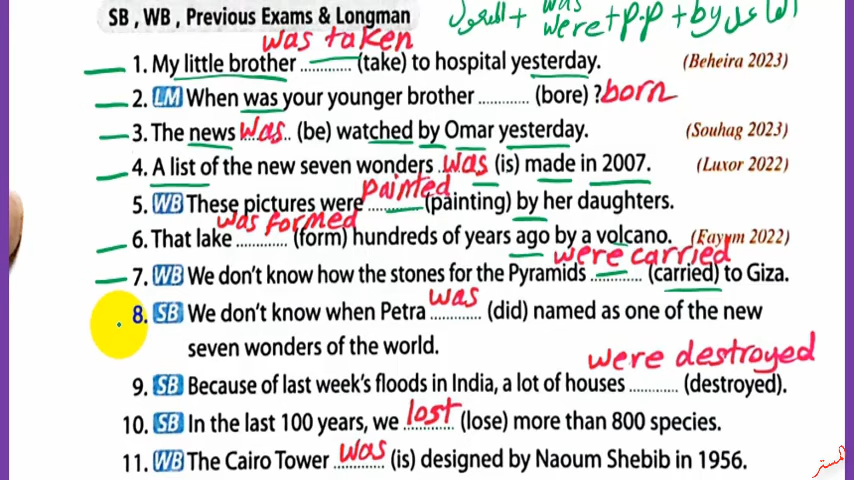 SB , WB , Previous Exams & Longman
المفعول + was were + p.p + by الفاعل
was taken
1. My little brother ............ (take) to hospital yesterday. (Beheira 2023)
2. LM When was your younger brother ............ (bore) ? born
3. The news was.. (be) watched by Omar yesterday. (Souhag 2023)
4. A list of the new seven wonders was (is) made in 2007. (Luxor 2022)
painted
5. WB These pictures were ............ (painting) by her daughters.
was formed
6. That lake ............ (form) hundreds of years ago by a volcano. (Fayum 2022)
were carried
7. WB We don't know how the stones for the Pyramids ............ (carried) to Giza.
8. SB We don't know when Petra was ............ (did) named as one of the new
seven wonders of the world.
were destroyed
9. SB Because of last week's floods in India, a lot of houses ............ (destroyed).
10. SB In the last 100 years, we lost (lose) more than 800 species.
11. WB The Cairo Tower was (is) designed by Naoum Shebib in 1956.
المستر